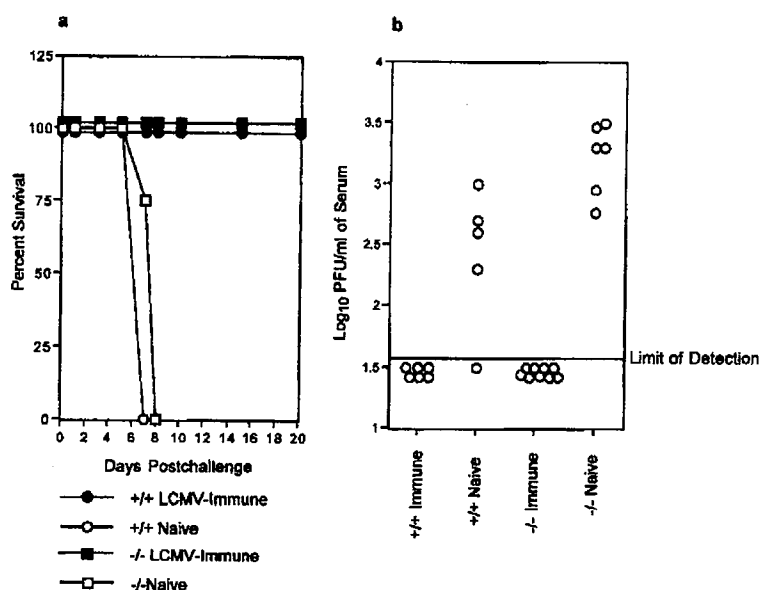 a
125
100
75
50
25
0
Percent Survival
0 2 4 6 8 10 12 14 16 18 20
Days Postchallenge
+/+ LCMV-Immune
+/+ Naive
-/- LCMV-Immune
-/-Naive
b
4
3.5
3
2.5
2
1.5
1
Log10 PFU/ml of Serum
Limit of Detection
+/+ Immune
+/+ Naive
-/- Immune
-/- Naive